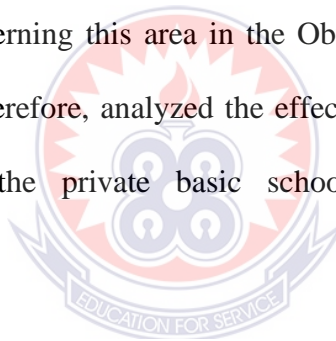 erning this area in the Ob
erefore, analyzed the effec
the private basic schoo
EDUCATION FOR SERVICE